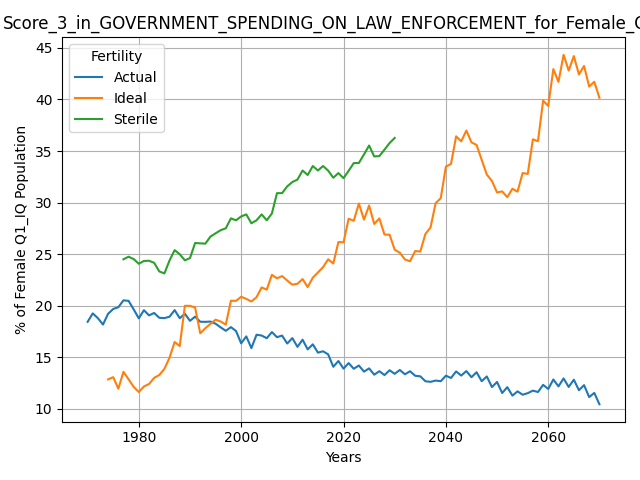 Score_3_in_GOVERNMENT_SPENDING_ON_LAW_ENFORCEMENT_for_Female_
Fertility
Actual
Ideal
Sterile
% of Female Q1_IQ Population
45
40
35
30
25
20
15
10
1980
2000
2020
2040
2060
Years